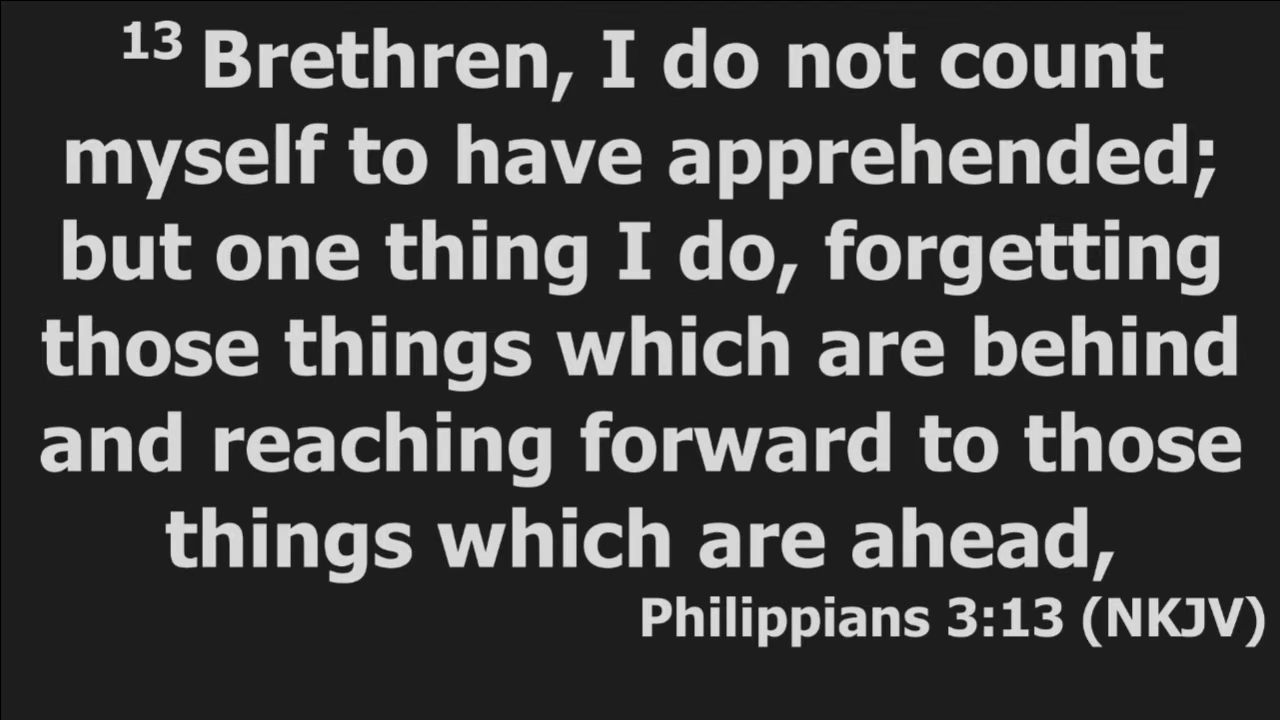 13 Brethren, I do not count
myself to have apprehended;
but one thing I do, forgetting
those things which are behind
and reaching forward to those
things which are ahead,
Philippians 3:13 (NKJV)